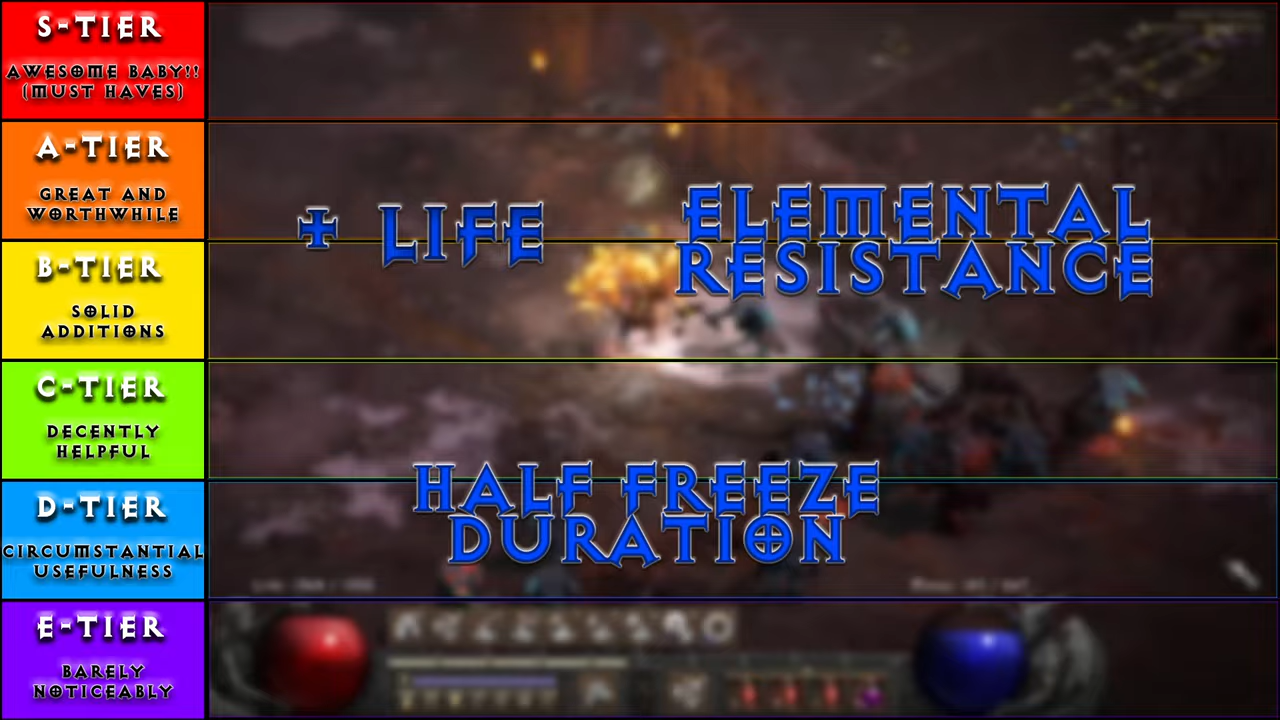 S-TIER
AWESOME BABY!!
(MUST HAVES)
A-TIER
GREAT AND
WORTHWHILE
+ LIFE
ELEMENTAL
RESISTANCE
B-TIER
SOLID
ADDITIONS
C-TIER
DECENTLY
HELPFUL
HALF FREEZE
DURATION
D-TIER
CIRCUMSTANTIAL
USEFULNESS
E-TIER
BARELY
NOTICEABLY